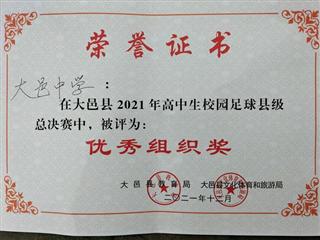 荣誉证书
大邑中学：
在大邑县2021年高中生校园足球县级
总决赛中，被评为：
优秀组织奖
大邑县教育局 大邑县文化体育和旅游局
二〇二一年十二月